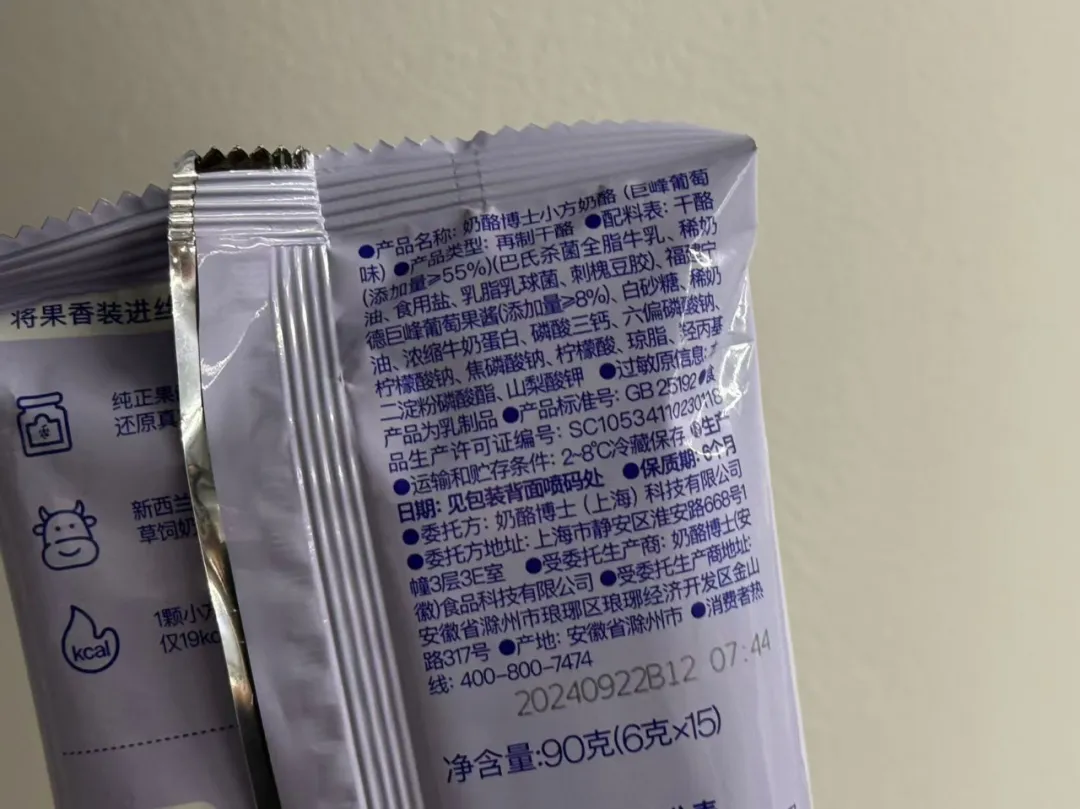 将果香装进丝
纯正果
还原真
新西兰
草饲奶
kcal
1颗小方
仅19kc
●产品名称: 奶酪博士小方奶酪 (巨峰葡萄
味) ●产品类型: 再制干酪 ●配料表: 干酪
(添加量≥55%)(巴氏杀菌全脂牛乳、稀奶
油、食用盐、乳脂乳球菌、刺槐豆胶)、福建宁
德巨峰葡萄果酱(添加量≥8%)、白砂糖、稀奶
油、浓缩牛奶蛋白、磷酸三钙、六偏磷酸钠、
柠檬酸钠、焦磷酸钠、柠檬酸、琼脂、羟丙基
二淀粉磷酸酯、山梨酸钾 ●过敏原信息:
产品为乳制品 ●产品标准号: GB 25192 ●食
品生产许可证编号: SC10534110230118
●运输和贮存条件: 2~8℃冷藏保存 ●生产
日期: 见包装背面喷码处 ●保质期: 6个月
●委托方: 奶酪博士 (上海) 科技有限公司
●委托方地址: 上海市静安区淮安路668号1
幢3层3E室 ●受委托生产商: 奶酪博士(安
徽)食品科技有限公司 ●受委托生产商地址:
安徽省滁州市琅琊区琅琊经济开发区金山
路317号 ●产地: 安徽省滁州市 ●消费者热
线: 400-800-7474
20240922B12 07:44
净含量:90克(6克×15)